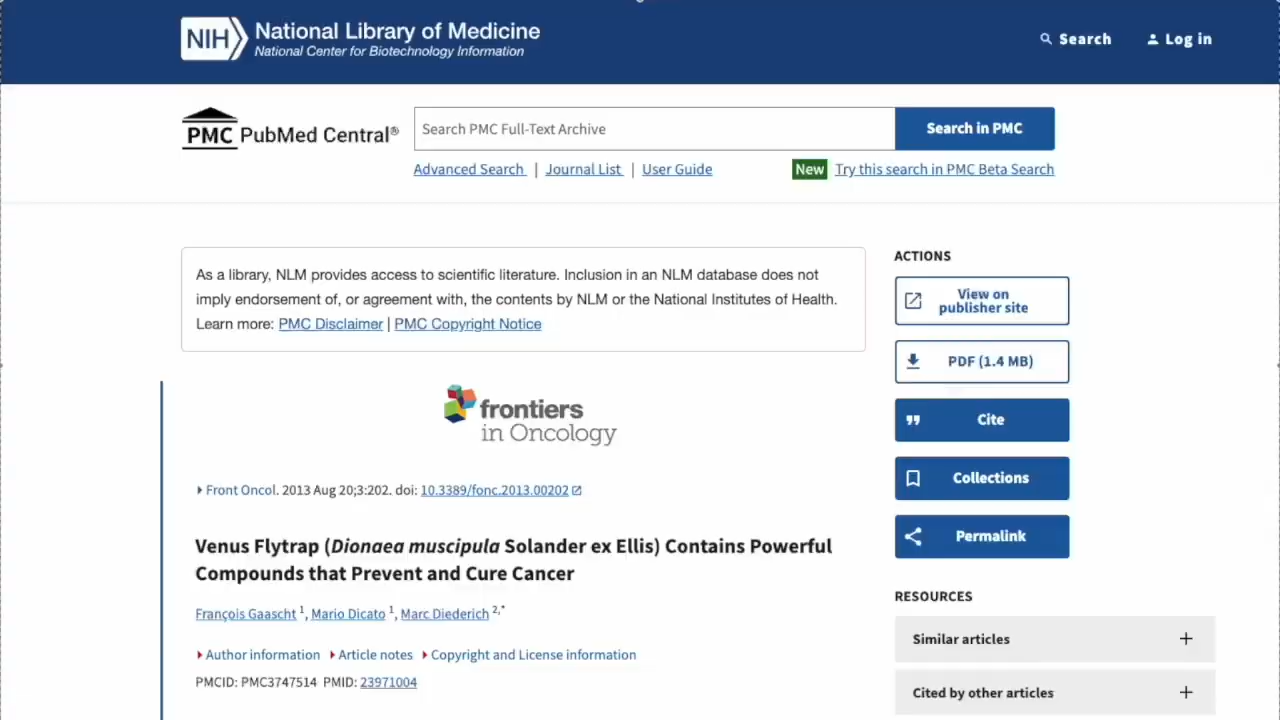 NIH National Library of Medicine
National Center for Biotechnology Information
Search
Log in
PMC PubMed Central®
Search PMC Full-Text Archive
Search in PMC
Advanced Search | Journal List | User Guide
New Try this search in PMC Beta Search
As a library, NLM provides access to scientific literature. Inclusion in an NLM database does not
imply endorsement of, or agreement with, the contents by NLM or the National Institutes of Health.
Learn more: PMC Disclaimer | PMC Copyright Notice
frontiers
in Oncology
Front Oncol. 2013 Aug 20;3:202. doi: 10.3389/fonc.2013.00202
Venus Flytrap (Dionaea muscipula Solander ex Ellis) Contains Powerful
Compounds that Prevent and Cure Cancer
François Gaascht 1, Mario Dicato 1, Marc Diederich 2,*
Author information Article notes Copyright and License information
PMCID: PMC3747514 PMID: 23971004
ACTIONS
View on
publisher site
PDF (1.4 MB)
Cite
Collections
Permalink
RESOURCES
Similar articles
Cited by other articles